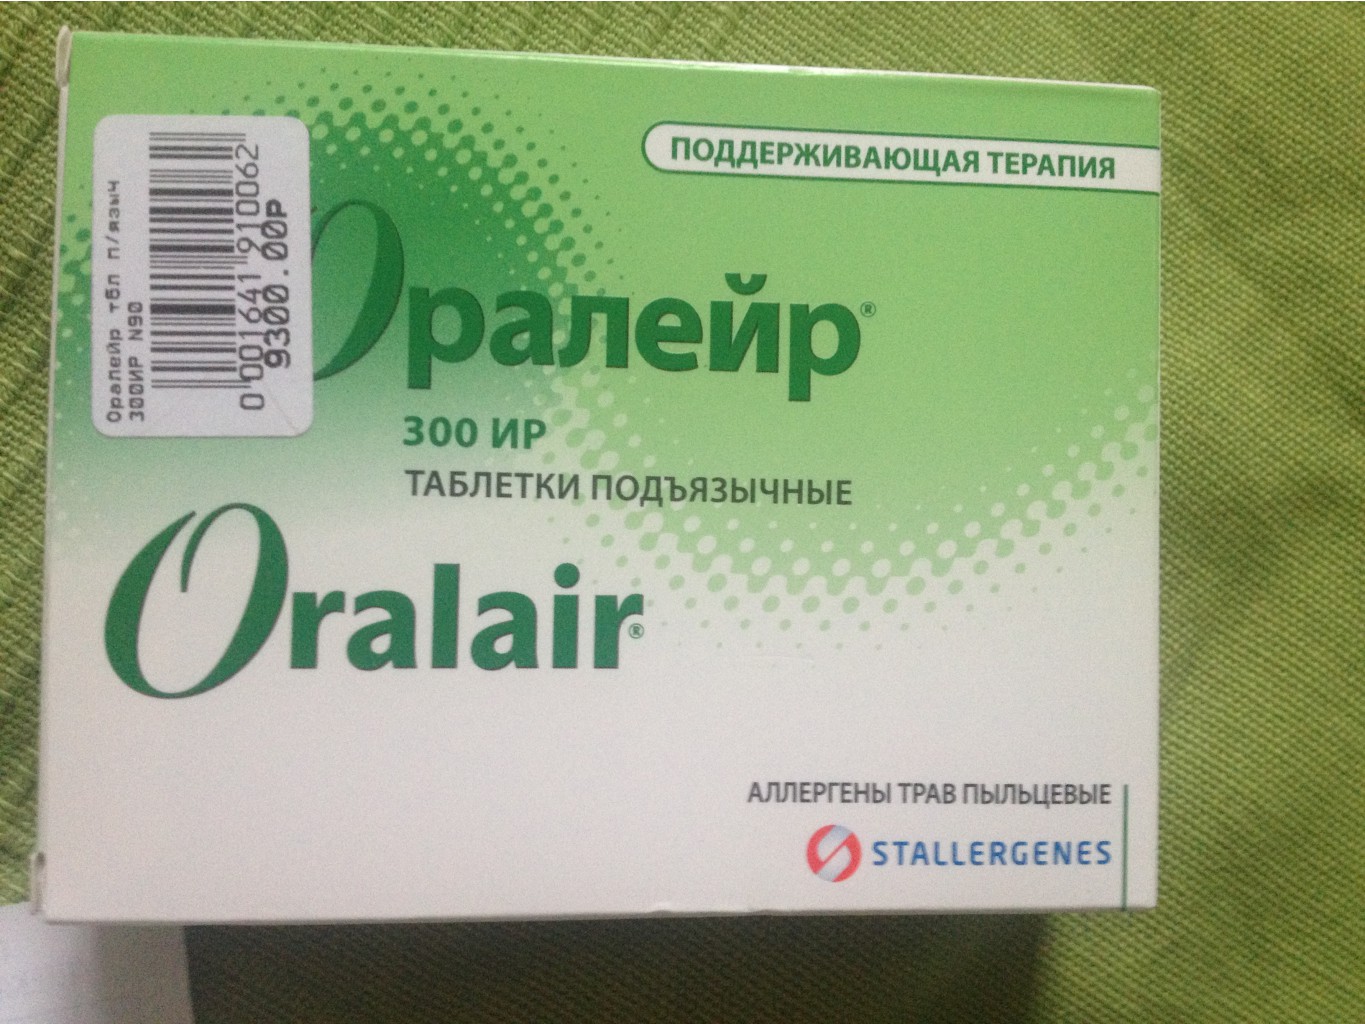 ПОДДЕРЖИВАЮЩАЯ ТЕРАПИЯ
Оралейр тбл п/языч
300ИР N90
0 001641 910062
9300.00Р
Оралейр®
300 ИР
ТАБЛЕТКИ ПОДЪЯЗЫЧНЫЕ
Oralair®
АЛЛЕРГЕНЫ ТРАВ ПЫЛЬЦЕВЫЕ
STALLERGENES